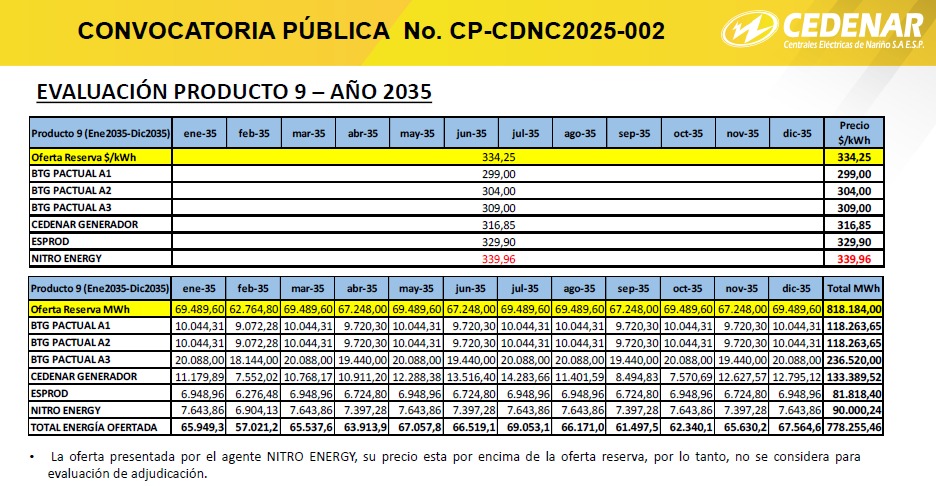 CONVOCATORIA PÚBLICA No. CP-CDNC2025-002
CEDENAR
Centrales Eléctricas de Nariño S.A E.S.P.
EVALUACIÓN PRODUCTO 9 – AÑO 2035
Producto 9 (Ene2035-Dic2035) ene-35 feb-35 mar-35 abr-35 may-35 jun-35 jul-35 ago-35 sep-35 oct-35 nov-35 dic-35 Precio $/kWh
Oferta Reserva $/kWh 334,25 334,25
BTG PACTUAL A1 299,00 299,00
BTG PACTUAL A2 304,00 304,00
BTG PACTUAL A3 309,00 309,00
CEDENAR GENERADOR 316,85 316,85
ESPROD 329,90 329,90
NITRO ENERGY 339,96 339,96
Producto 9 (Ene2035-Dic2035) ene-35 feb-35 mar-35 abr-35 may-35 jun-35 jul-35 ago-35 sep-35 oct-35 nov-35 dic-35 Total MWh
Oferta Reserva MWh 69.489,60 62.764,80 69.489,60 67.248,00 69.489,60 67.248,00 69.489,60 69.489,60 67.248,00 69.489,60 67.248,00 69.489,60 818.184,00
BTG PACTUAL A1 10.044,31 9.072,28 10.044,31 9.720,30 10.044,31 9.720,30 10.044,31 10.044,31 9.720,30 10.044,31 9.720,30 10.044,31 118.263,65
BTG PACTUAL A2 10.044,31 9.072,28 10.044,31 9.720,30 10.044,31 9.720,30 10.044,31 10.044,31 9.720,30 10.044,31 9.720,30 10.044,31 118.263,65
BTG PACTUAL A3 20.088,00 18.144,00 20.088,00 19.440,00 20.088,00 19.440,00 20.088,00 20.088,00 19.440,00 20.088,00 19.440,00 20.088,00 236.520,00
CEDENAR GENERADOR 11.179,89 7.552,02 10.768,17 10.911,20 12.288,38 13.516,40 14.283,66 11.401,59 8.494,83 7.570,69 12.627,57 12.795,12 133.389,52
ESPROD 6.948,96 6.276,48 6.948,96 6.724,80 6.948,96 6.724,80 6.948,96 6.948,96 6.724,80 6.948,96 6.724,80 6.948,96 81.818,40
NITRO ENERGY 7.643,86 6.904,13 7.643,86 7.397,28 7.643,86 7.397,28 7.643,86 7.643,86 7.397,28 7.643,86 7.397,28 7.643,86 90.000,24
TOTAL ENERGÍA OFERTADA 65.949,3 57.021,2 65.537,6 63.913,9 67.057,8 66.519,1 69.053,1 66.171,0 61.497,5 62.340,1 65.630,2 67.564,6 778.255,46
• La oferta presentada por el agente NITRO ENERGY, su precio esta por encima de la oferta reserva, por lo tanto, no se considera para
evaluación de adjudicación.